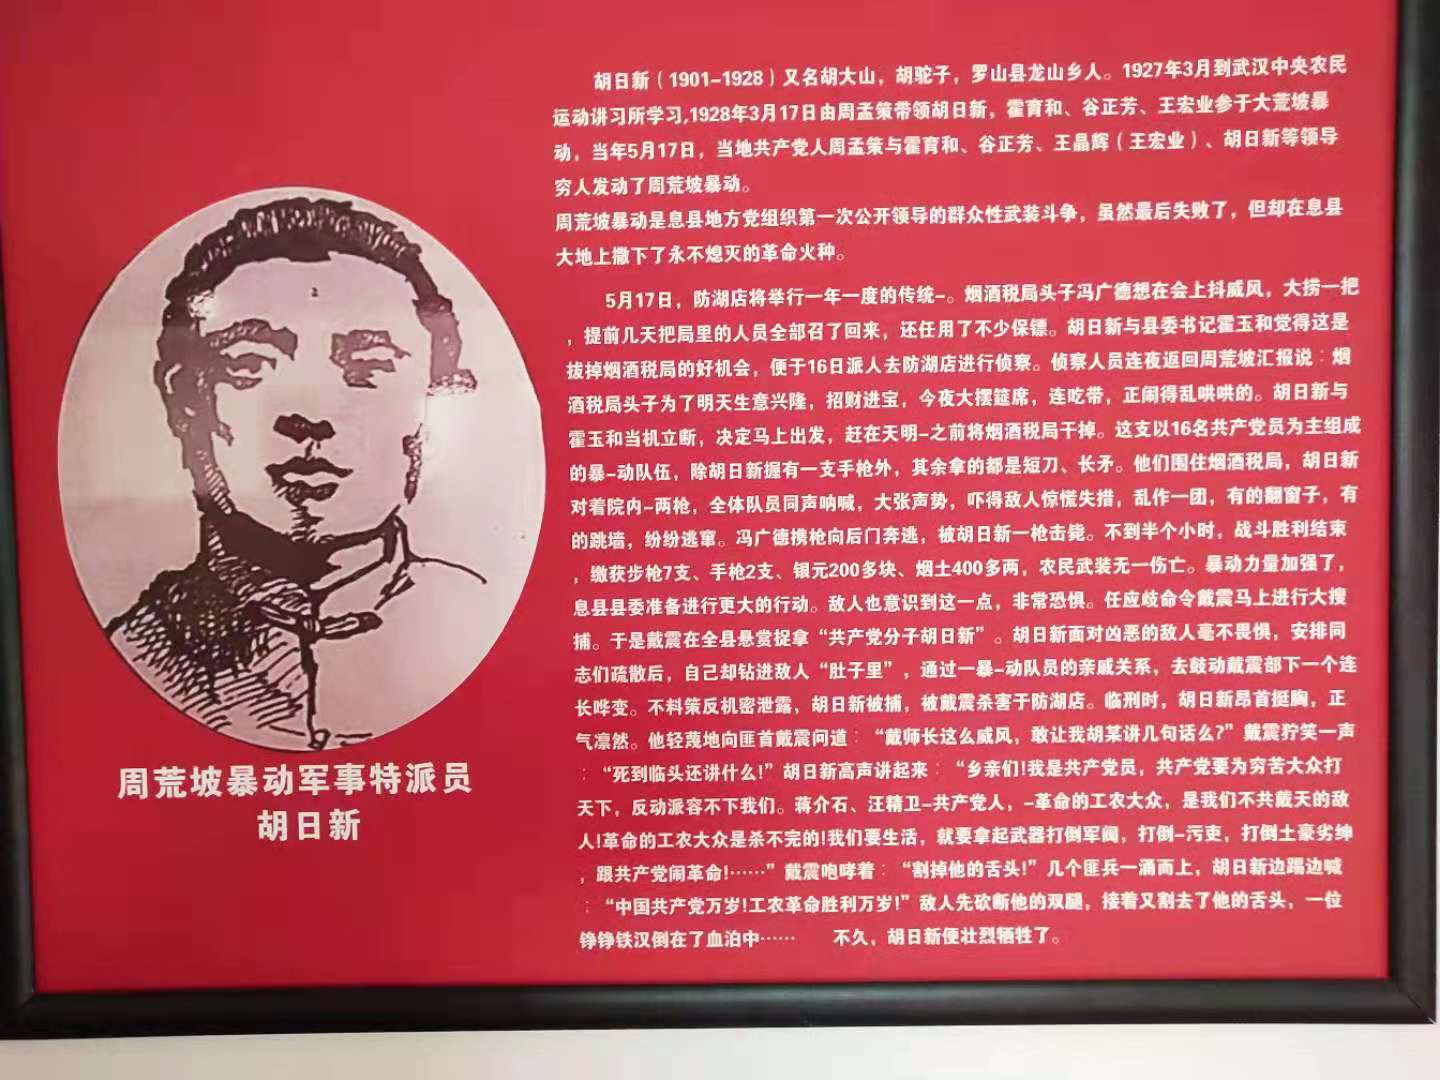 胡日新（1901-1928）又名胡大山，胡驼子，罗山县龙山乡人。1927年3月到武汉中央农民
运动讲习所学习,1928年3月17日由周孟策带领胡日新，霍育和、谷正芳、王宏业参于大荒坡暴
动，当年5月17日，当地共产党人周孟策与霍育和、谷正芳、王晶辉（王宏业）、胡日新等领导
穷人发动了周荒坡暴动。
周荒坡暴动是息县地方党组织第一次公开领导的群众性武装斗争，虽然最后失败了，但却在息县
大地上撒下了永不熄灭的革命火种。
5月17日，防湖店将举行一年一度的传统-。烟酒税局头子冯广德想在会上抖威风，大捞一把
，提前几天把局里的人员全部召了回来，还任用了不少保镖。胡日新与县委书记霍玉和觉得这是
拔掉烟酒税局的好机会，便于16日派人去防湖店进行侦察。侦察人员连夜返回周荒坡汇报说：烟
酒税局头子为了明天生意兴隆，招财进宝，今夜大摆筵席，连吃带，正闹得乱哄哄的。胡日新与
霍玉和当机立断，决定马上出发，赶在天明-之前将烟酒税局干掉。这支以16名共产党员为主组成
的暴-动队伍，除胡日新握有一支手枪外，其余拿的都是短刀、长矛。他们围住烟酒税局，胡日新
对着院内-两枪，全体队员同声呐喊，大张声势，吓得敌人惊慌失措，乱作一团，有的翻窗子，有
的跳墙，纷纷逃窜。冯广德携枪向后门奔逃，被胡日新一枪击毙。不到半个小时，战斗胜利结束
，缴获步枪7支、手枪2支、银元200多块、烟土400多两，农民武装无一伤亡。暴动力量加强了，
息县县委准备进行更大的行动。敌人也意识到这一点，非常恐惧。任应歧命令戴震马上进行大搜
捕。于是戴震在全县悬赏捉拿“共产党分子胡日新”。胡日新面对凶恶的敌人毫不畏惧，安排同
志们疏散后，自己却钻进敌人“肚子里”，通过一暴-动队员的亲戚关系，去鼓动戴震部下一个连
长哗变。不料策反机密泄露，胡日新被捕，被戴震杀害于防湖店。临刑时，胡日新昂首挺胸，正
气凛然。他轻蔑地向匪首戴震问道：“戴师长这么威风，敢让我胡某讲几句话么?”戴震狞笑一声
：“死到临头还讲什么!”胡日新高声讲起来：“乡亲们!我是共产党员，共产党要为穷苦大众打
天下，反动派容不下我们。蒋介石、汪精卫-共产党人，-革命的工农大众，是我们不共戴天的敌
人!革命的工农大众是杀不完的!我们要生活，就要拿起武器打倒军阀，打倒-污吏，打倒土豪劣绅
，跟共产党闹革命!……”戴震咆哮着：“割掉他的舌头!”几个匪兵一涌而上，胡日新边踢边喊
：“中国共产党万岁!工农革命胜利万岁!”敌人先砍断他的双腿，接着又割去了他的舌头，一位
铮铮铁汉倒在了血泊中……　不久，胡日新便壮烈牺牲了。
周荒坡暴动军事特派员
胡日新